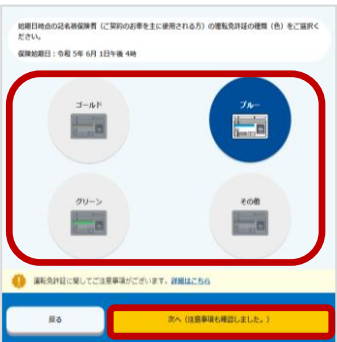 始期日時点の記名被保険者（ご契約のお車を主に使用される方）の運転免許証の種類（色）をご選択く
ださい。
保険始期日：令和 5年 6月 1日午後 4時
ゴールド
ブルー
グリーン
その他
運転免許証に関してご注意事項がございます。詳細はこちら
戻る
次へ（注意事項も確認しました。）